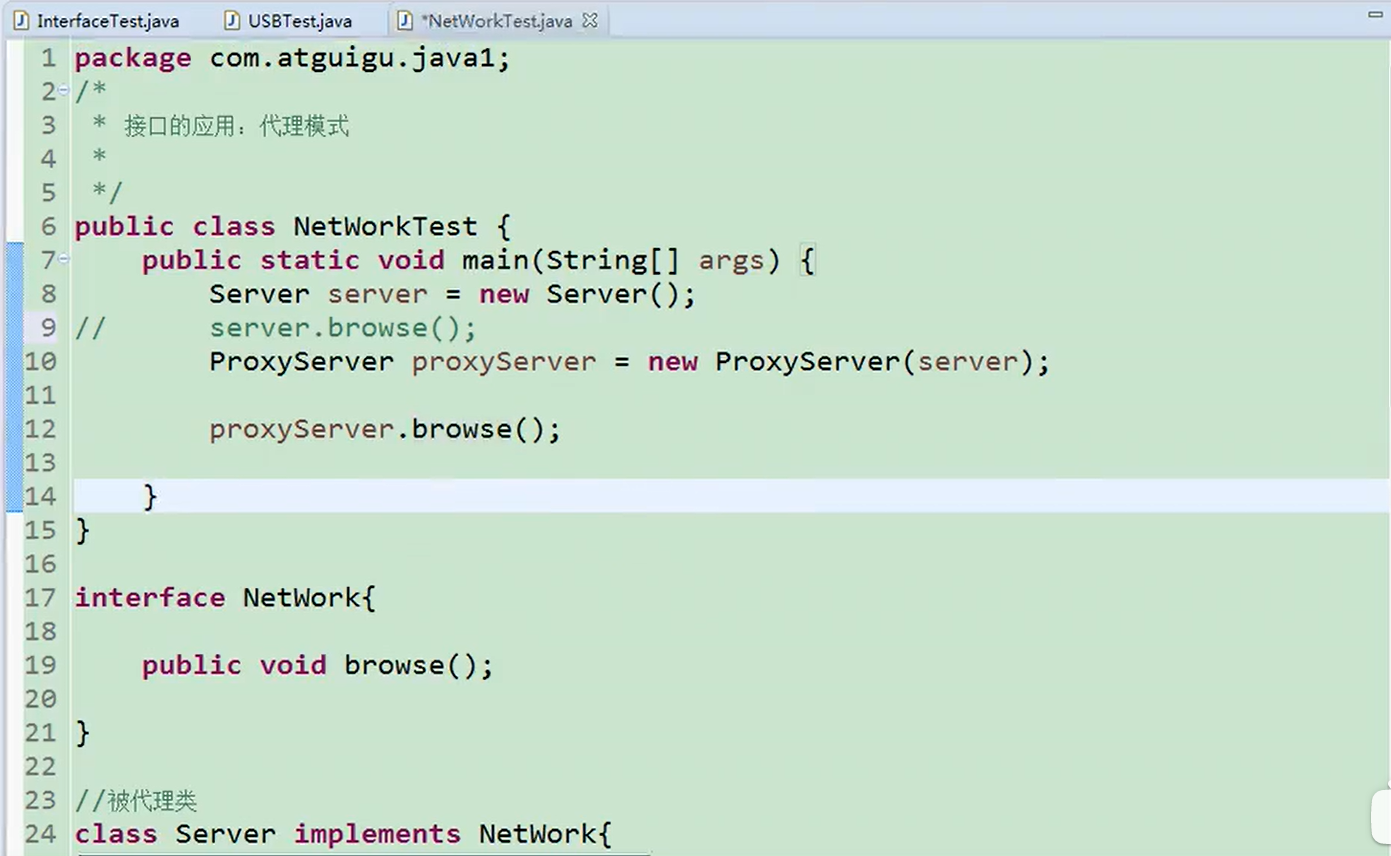 InterfaceTest.java USBTest.java *NetWorkTest.java
1 package com.atguigu.java1;
2 /*
3 * 接口的应用：代理模式
4 *
5 */
6 public class NetWorkTest {
7 public static void main(String[] args) {
8 Server server = new Server();
9 // server.browse();
10 ProxyServer proxyServer = new ProxyServer(server);
11
12 proxyServer.browse();
13
14 }
15 }
16
17 interface NetWork{
18
19 public void browse();
20
21 }
22
23 //被代理类
24 class Server implements NetWork{